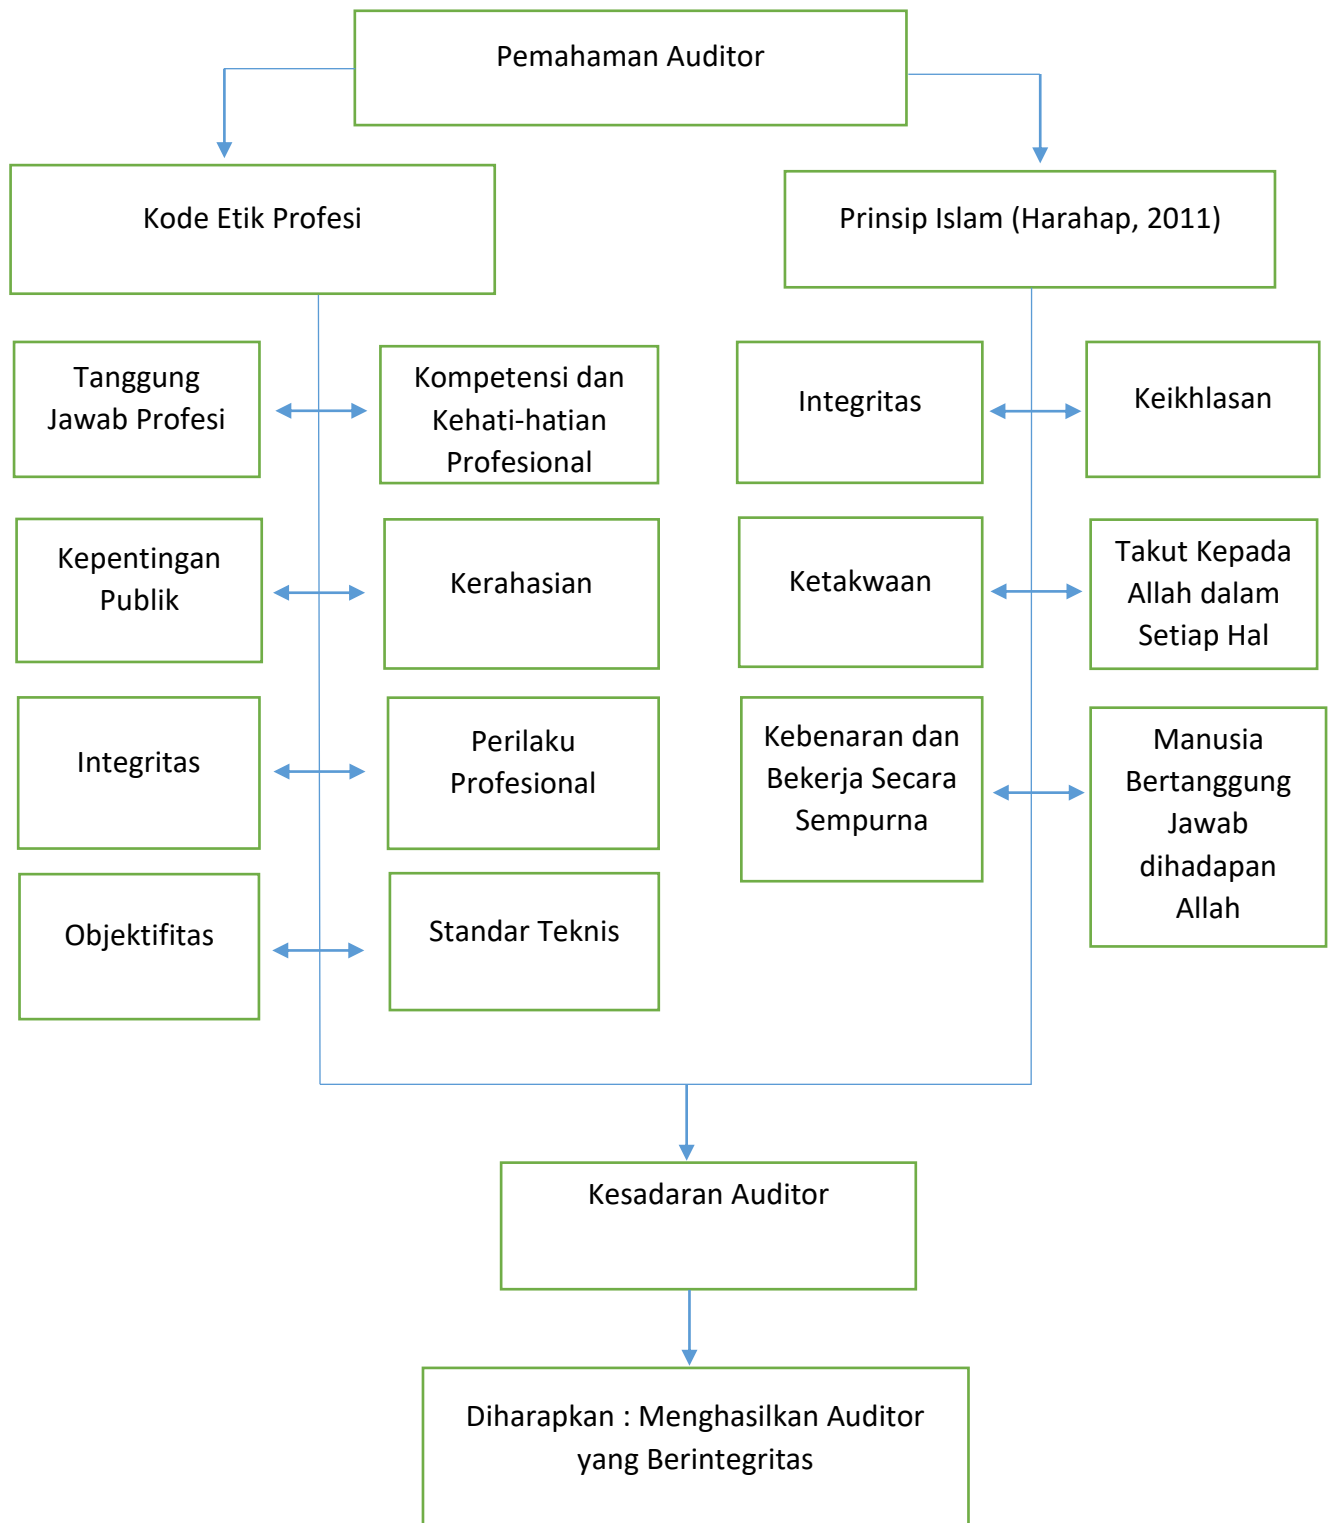 Pemahaman Auditor
Kode Etik Profesi
Prinsip Islam (Harahap, 2011)
Tanggung
Jawab Profesi
Kompetensi dan
Kehati-hatian
Profesional
Integritas
Keikhlasan
Kepentingan
Publik
Kerahasian
Ketakwaan
Takut Kepada
Allah dalam
Setiap Hal
Integritas
Perilaku
Profesional
Kebenaran dan
Bekerja Secara
Sempurna
Manusia
Bertanggung
Jawab
dihadapan
Allah
Objektifitas
Standar Teknis
Kesadaran Auditor
Diharapkan : Menghasilkan Auditor
yang Berintegritas